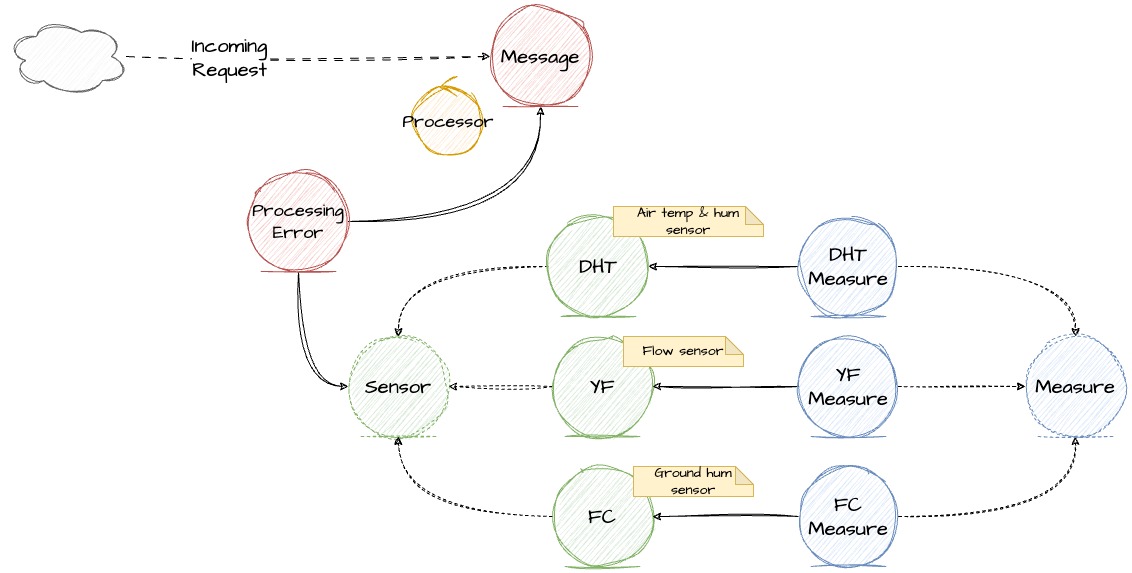 Incoming
Request
Message
Processor
Processing
Error
Air temp & hum
sensor
DHT
DHT
Measure
Flow sensor
Sensor
YF
YF
Measure
Measure
Ground hum
sensor
FC
FC
Measure